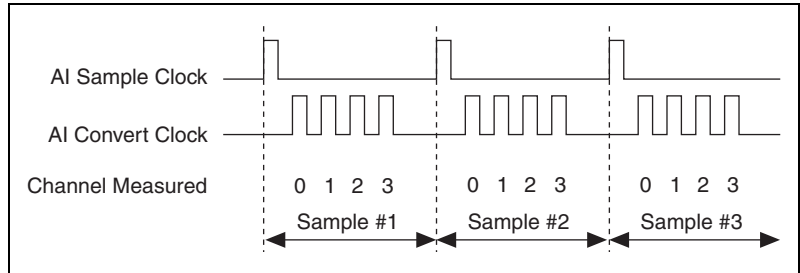 AI Sample Clock
AI Convert Clock
Channel Measured 0 1 2 3 0 1 2 3 0 1 2 3
Sample #1 Sample #2 Sample #3